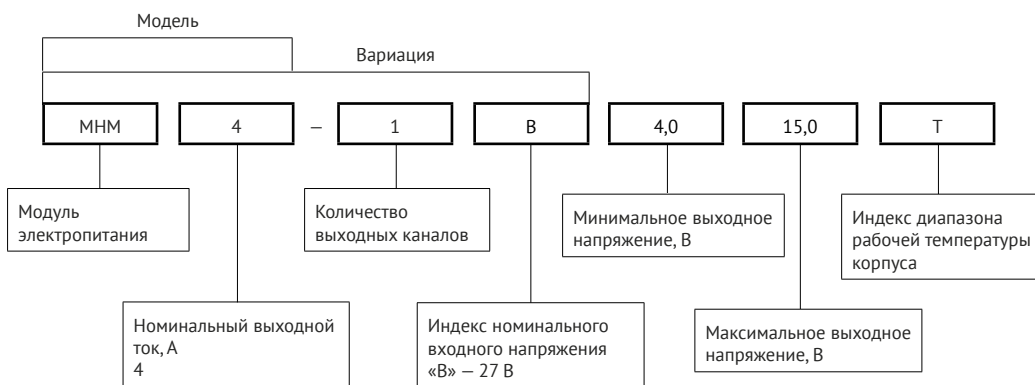 Модель
Вариация
МНМ 4 – 1 В 4,0 15,0 Т
Модуль
электропитания
Количество
выходных каналов
Минимальное выходное
напряжение, В
Индекс диапазона
рабочей температуры
корпуса
Номинальный выходной
ток, А
4
Индекс номинального
входного напряжения
«В» — 27 В
Максимальное выходное
напряжение, В